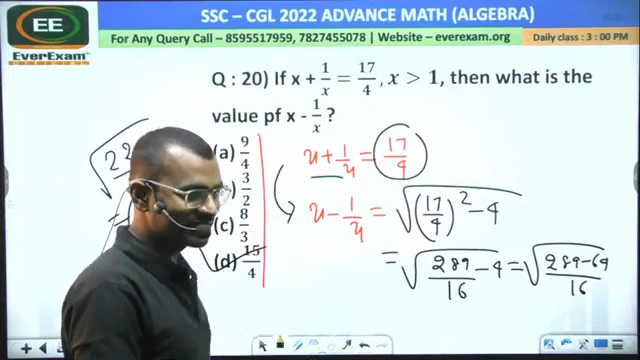 SSC – CGL 2022 ADVANCE MATH (ALGEBRA)
EE
EVEREXAM
For Any Query Call - 8595517959, 7827455078 | Website – everexam.org
Daily class : 3 : 00 PM
Q : 20) If x + 1/x = 17/4, x > 1, then what is the
value pf x - 1/x ?
(a) 9/4
3/2
(c) 8/3
(d) 15/4
x + 1/x = 17/4
x - 1/x = √((17/4)² - 4)
= √(289/16 - 4) = √((289-64)/16)